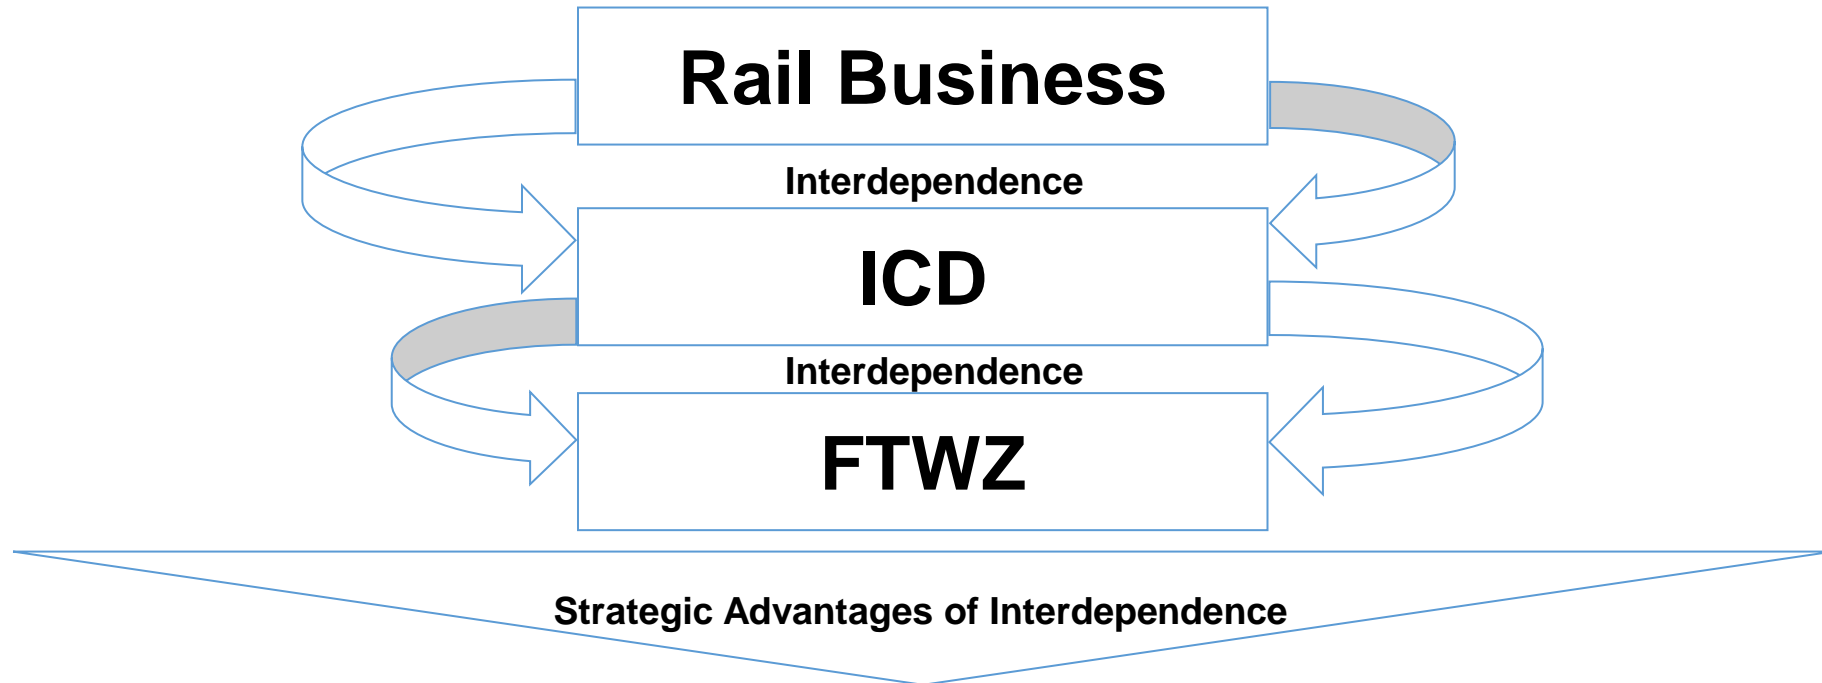 Rail Business
Interdependence
ICD
Interdependence
FTWZ
Strategic Advantages of Interdependence